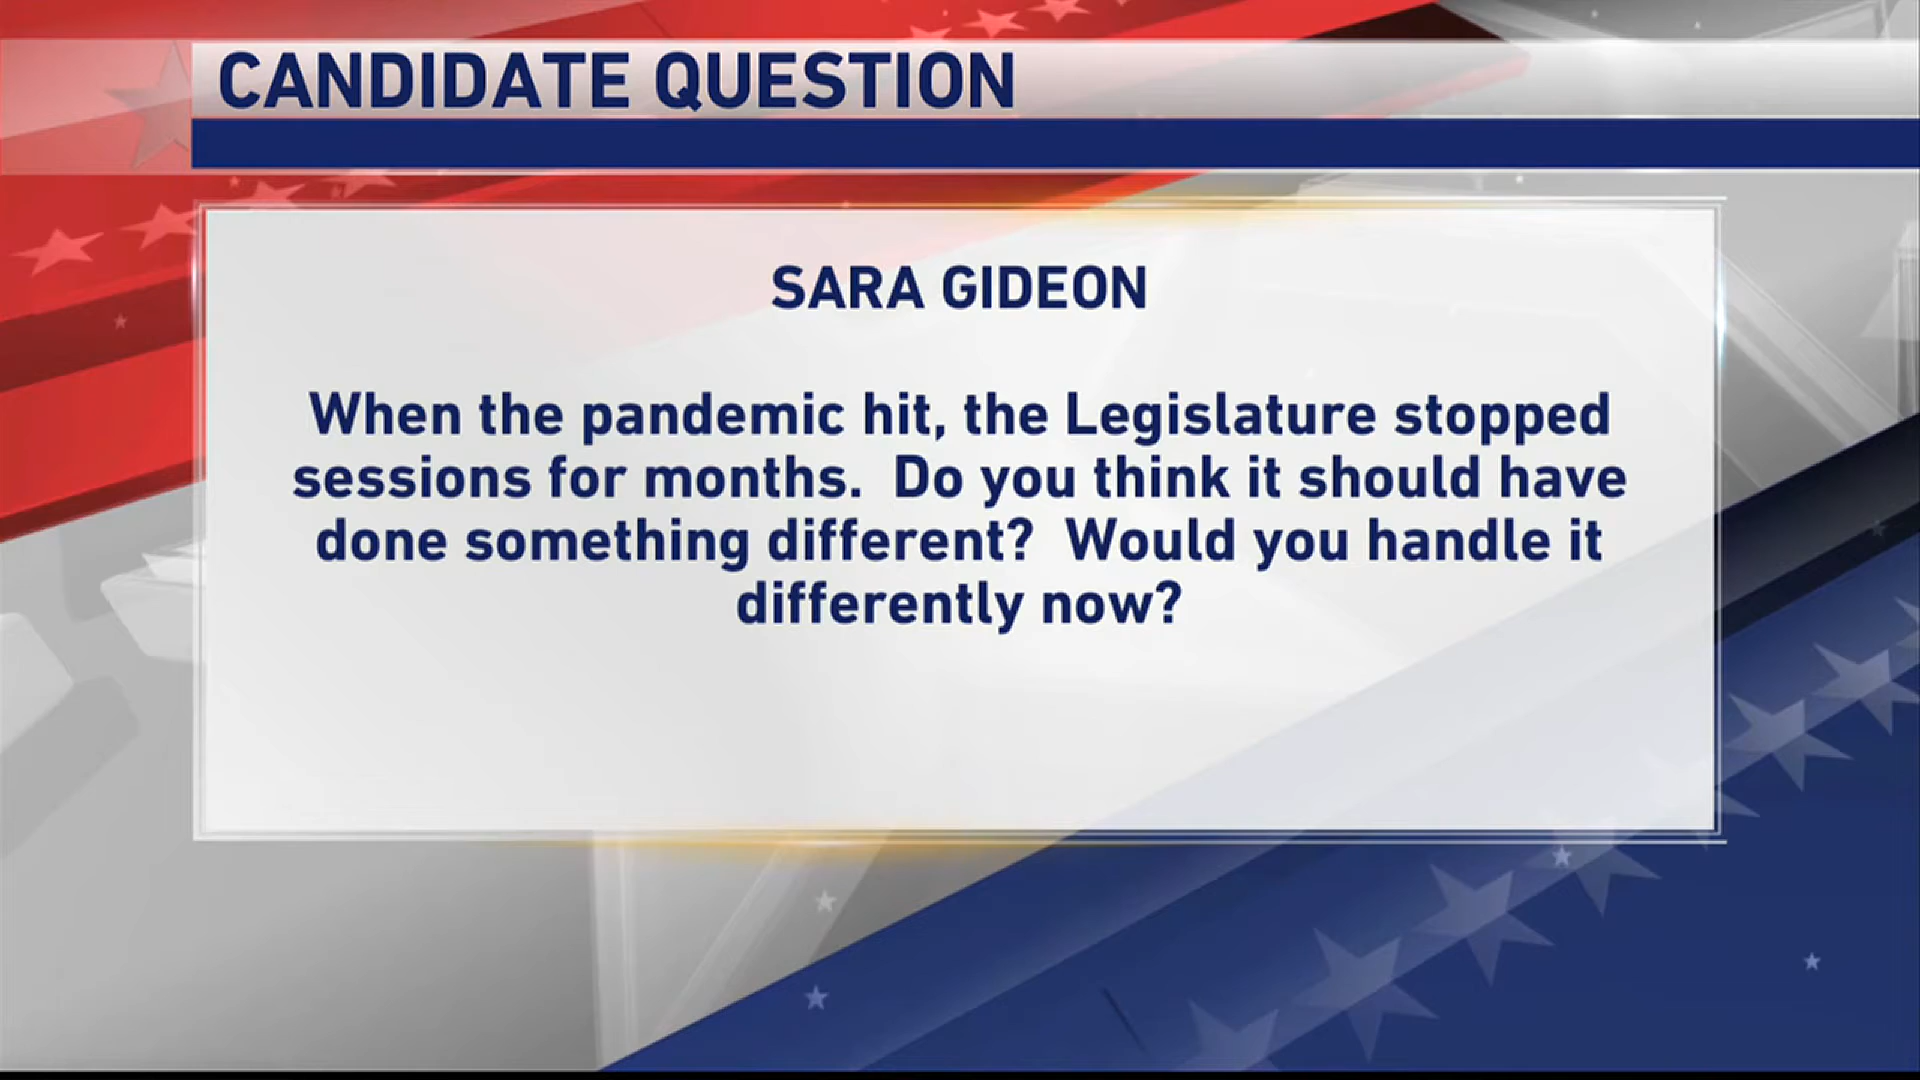 CANDIDATE QUESTION
SARA GIDEON
When the pandemic hit, the Legislature stopped
sessions for months.  Do you think it should have
done something different?  Would you handle it
differently now?